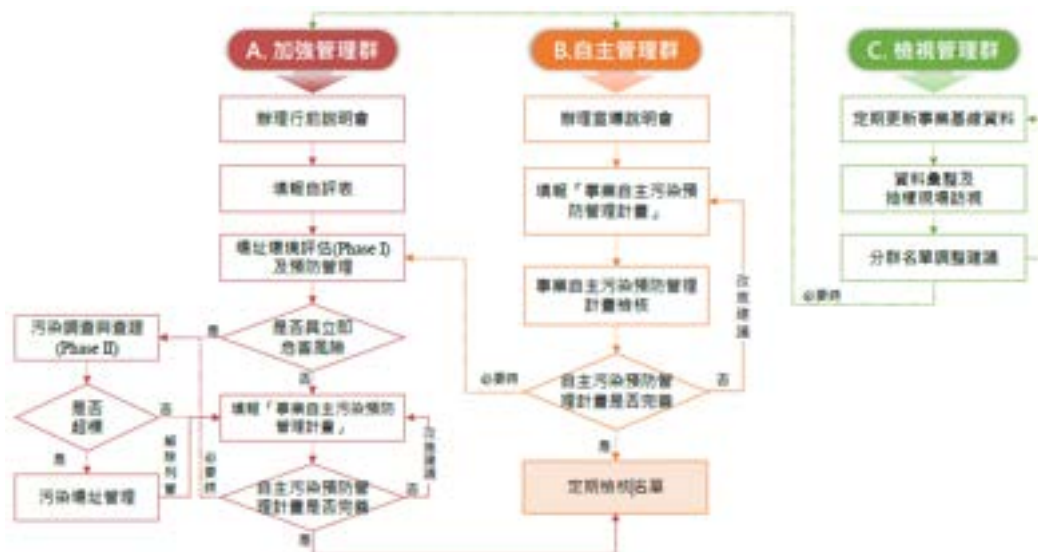 A. 加強管理群
辦理行前說明會
填報自評表
場址環境評估(Phase I)
及預防管理
是否具立即
危害風險
是
否
污染調查與查證
(Phase II)
是否
超標
否
是
污染場址管理
解除列管
必要時
填報「事業自主污染預防
管理計畫」
改進建議
自主污染預防管
理計畫是否完備
否
是
B.自主管理群
辦理宣導說明會
填報「事業自主污染預
防管理計畫」
事業自主污染預防管理
計畫檢核
改進建議
自主污染預防管
理計畫是否完備
必要時
否
是
定期檢核名單
C. 檢視管理群
定期更新事業基線資料
資料彙整及
抽樣現場訪視
分群名單調整建議
必要時